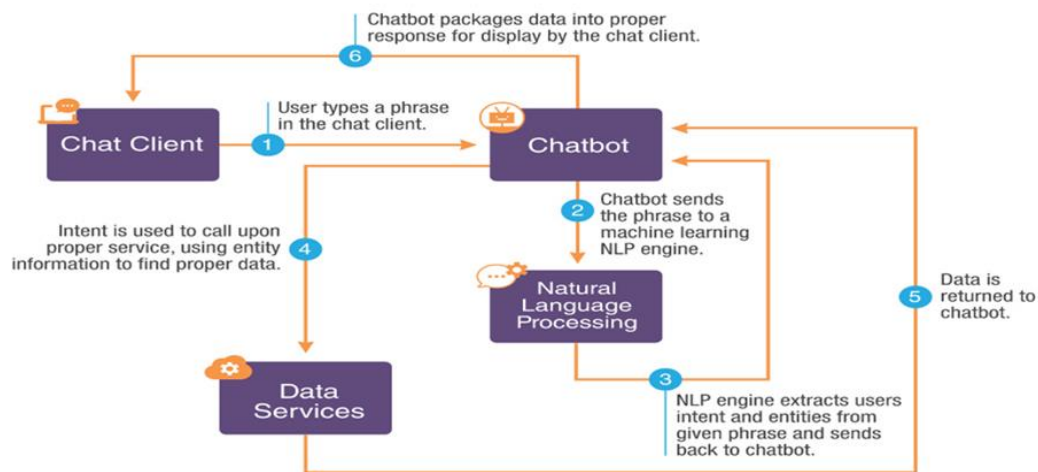 Chatbot packages data into proper
response for display by the chat client.
6
User types a phrase
in the chat client.
Chat Client
1
Chatbot
Chatbot sends
the phrase to a
machine learning
NLP engine.
2
Intent is used to call upon
proper service, using entity
information to find proper data.
4
Natural
Language
Processing
Data is
returned to
chatbot.
5
3
NLP engine extracts users
intent and entities from
given phrase and sends
back to chatbot.
Data
Services